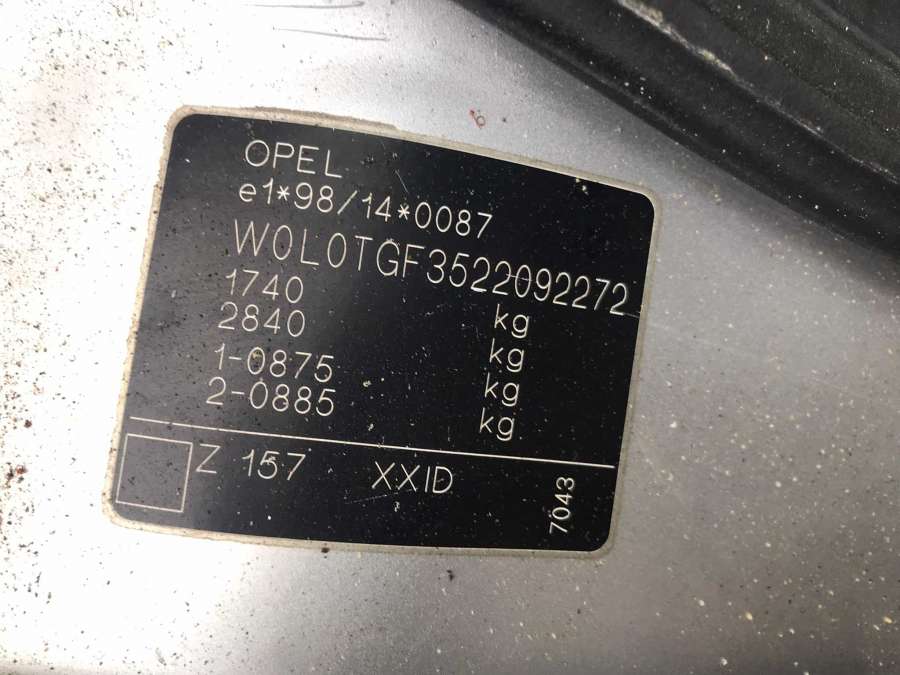 OPEL
e1*98/14*0087
W0L0TGF3522092272
1740 kg
2840 kg
1-0875 kg
2-0885 kg
Z 157 XXID
7043